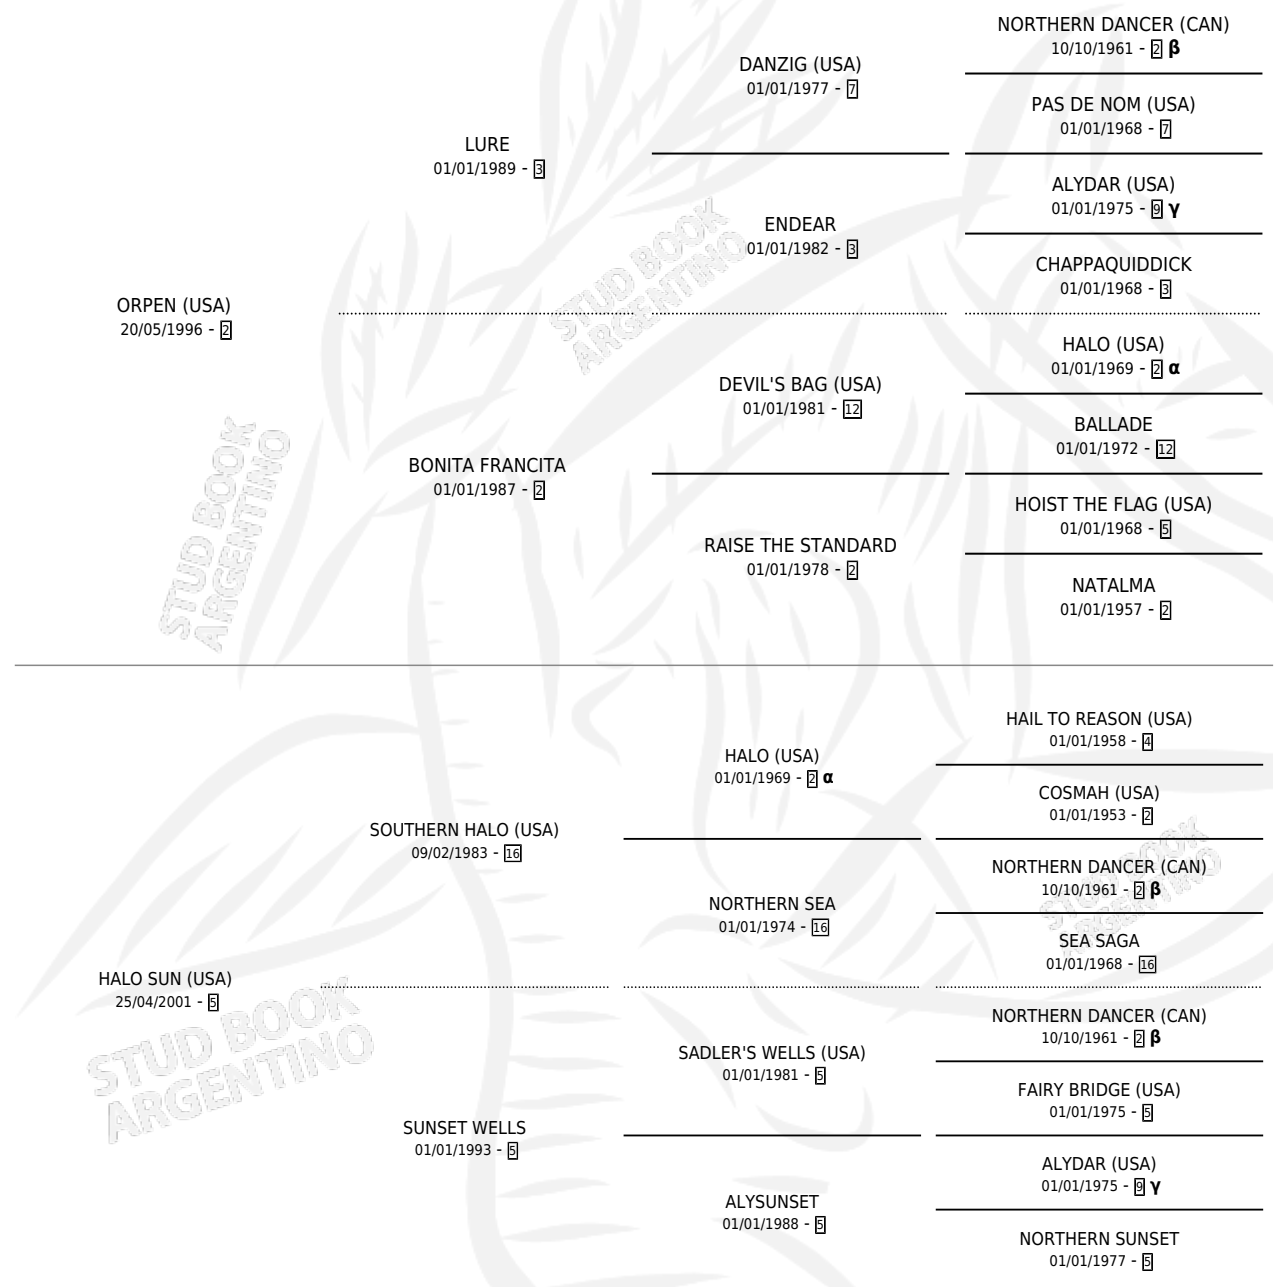 NORTHERN DANCER (CAN)
10/10/1961 - 2 β
DANZIG (USA)
01/01/1977 - 7
PAS DE NOM (USA)
01/01/1968 - 7
LURE
01/01/1989 - 3
ALYDAR (USA)
01/01/1975 - 9 γ
ENDEAR
01/01/1982 - 3
CHAPPAQUIDDICK
01/01/1968 - 3
ORPEN (USA)
20/05/1996 - 2
HALO (USA)
01/01/1969 - 2 α
DEVIL'S BAG (USA)
01/01/1981 - 12
BALLADE
01/01/1972 - 12
BONITA FRANCITA
01/01/1987 - 2
HOIST THE FLAG (USA)
01/01/1968 - 5
RAISE THE STANDARD
01/01/1978 - 2
NATALMA
01/01/1957 - 2
HAIL TO REASON (USA)
01/01/1958 - 4
HALO (USA)
01/01/1969 - 2 α
COSMAH (USA)
01/01/1953 - 2
SOUTHERN HALO (USA)
09/02/1983 - 16
NORTHERN DANCER (CAN)
10/10/1961 - 2 β
NORTHERN SEA
01/01/1974 - 16
SEA SAGA
01/01/1968 - 16
HALO SUN (USA)
25/04/2001 - 5
NORTHERN DANCER (CAN)
10/10/1961 - 2 β
SADLER'S WELLS (USA)
01/01/1981 - 5
FAIRY BRIDGE (USA)
01/01/1975 - 5
SUNSET WELLS
01/01/1993 - 5
ALYDAR (USA)
01/01/1975 - 9 γ
ALYSUNSET
01/01/1988 - 5
NORTHERN SUNSET
01/01/1977 - 5
STUD BOOK
ARGENTINO
STUD BOOK
ARGENTINO
STUD BOOK
ARGENTINO
STUD BOOK
ARGENTINO